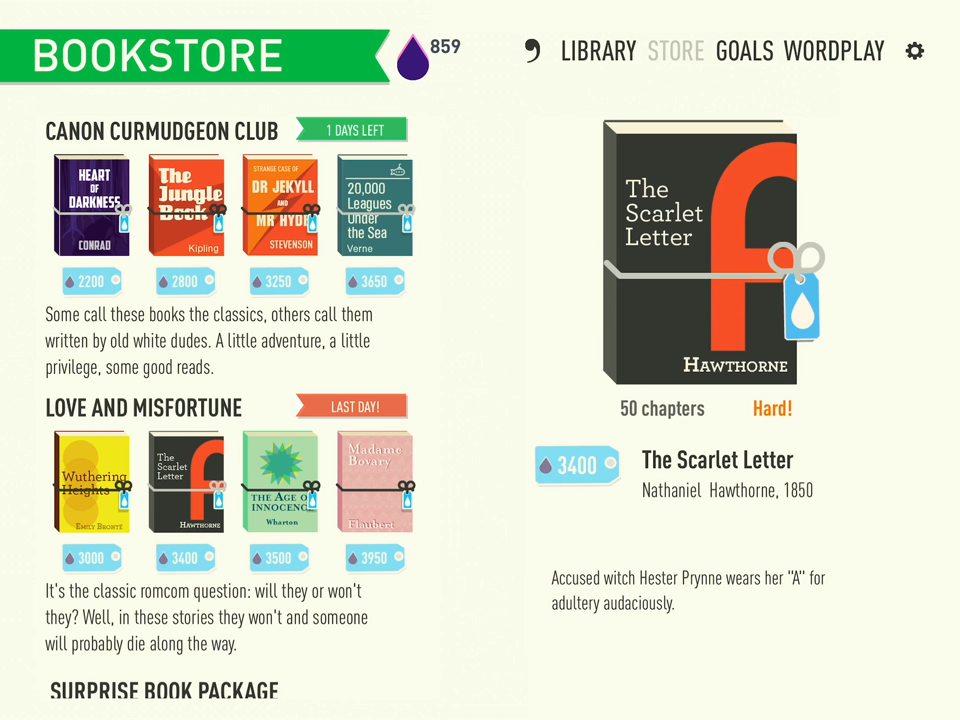 BOOKSTORE
859
LIBRARY STORE GOALS WORDPLAY
CANON CURMUDGEON CLUB
1 DAYS LEFT
HEART
OF
DARKNESS
CONRAD
The
Jungle
Book
Kipling
STRANGE CASE OF
DR JEKYLL
AND
MR HYDE
STEVENSON
20,000
Leagues
Under
the Sea
Verne
2200
2800
3250
3650
Some call these books the classics, others call them
written by old white dudes. A little adventure, a little
privilege, some good reads.
LOVE AND MISFORTUNE
LAST DAY!
Wuthering
Heights
EMILY BRONTË
The
Scarlet
Letter
HAWTHORNE
THE AGE OF
INNOCENCE
Wharton
Madame
Bovary
Flaubert
3000
3400
3500
3950
It's the classic romcom question: will they or won't
they? Well, in these stories they won't and someone
will probably die along the way.
SURPRISE BOOK PACKAGE
The
Scarlet
Letter
HAWTHORNE
50 chapters Hard!
3400
The Scarlet Letter
Nathaniel Hawthorne, 1850
Accused witch Hester Prynne wears her "A" for
adultery audaciously.